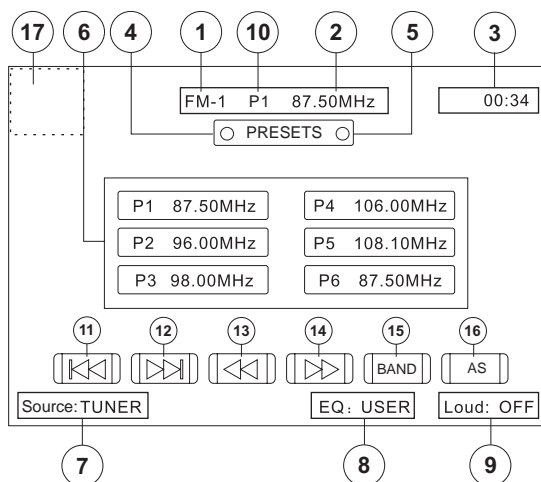 17 6 4 1 10 2 5 3
FM-1 P1 87.50MHz 00:34
PRESETS
P1 87.50MHz P4 106.00MHz
P2 96.00MHz P5 108.10MHz
P3 98.00MHz P6 87.50MHz
11 12 13 14 15 16
BAND AS
Source: TUNER EQ: USER Loud: OFF
7 8 9